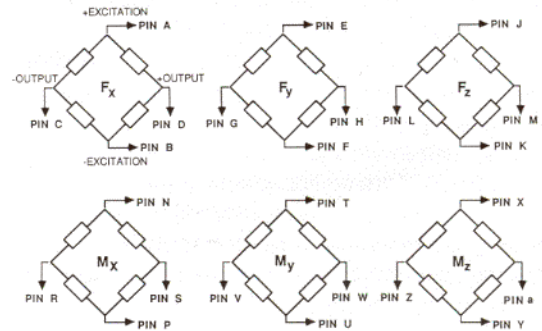 +EXCITATION
PIN A
-OUTPUT
+OUTPUT
Fx
PIN C
PIN D
PIN B
-EXCITATION
PIN E
Fy
PIN G
PIN H
PIN F
PIN J
Fz
PIN L
PIN M
PIN K
PIN N
Mx
PIN R
PIN S
PIN P
PIN T
My
PIN V
PIN W
PIN U
PIN X
Mz
PIN Z
PIN a
PIN Y